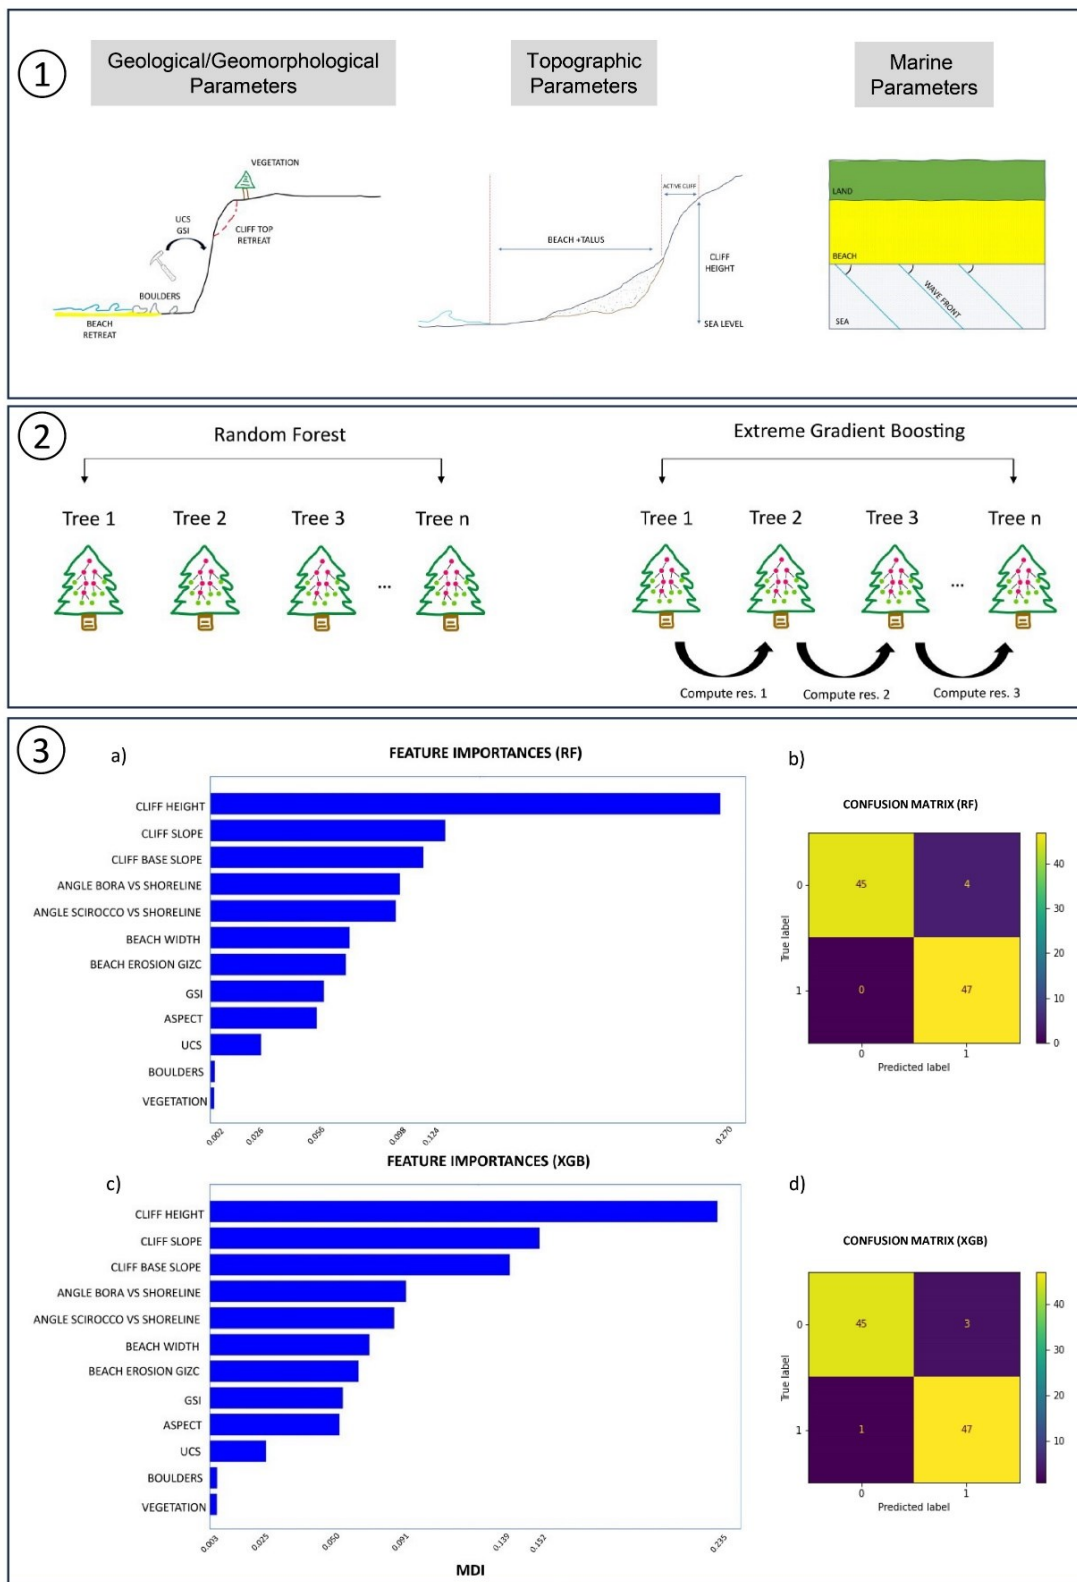 1
Geological/Geomorphological
Parameters
Topographic
Parameters
Marine
Parameters
VEGETATION
UCS
GSI
CLIFF TOP
RETREAT
BOULDERS
BEACH
RETREAT
ACTIVE CLIFF
BEACH +TALUS
CLIFF
HEIGHT
SEA LEVEL
LAND
BEACH
WAVE FRONT
SEA
2
Random Forest
Tree 1 Tree 2 Tree 3 Tree n
...
Extreme Gradient Boosting
Tree 1 Tree 2 Tree 3 Tree n
...
Compute res. 1 Compute res. 2 Compute res. 3
3
a)
FEATURE IMPORTANCES (RF)
CLIFF HEIGHT
CLIFF SLOPE
CLIFF BASE SLOPE
ANGLE BORA VS SHORELINE
ANGLE SCIROCCO VS SHORELINE
BEACH WIDTH
BEACH EROSION GIZC
GSI
ASPECT
UCS
BOULDERS
VEGETATION
0.002 0.026 0.056 0.098 0.124 0.270
b)
CONFUSION MATRIX (RF)
True label
0 45 4
1 0 47
0 1
Predicted label
40
30
20
10
0
FEATURE IMPORTANCES (XGB)
c)
CLIFF HEIGHT
CLIFF SLOPE
CLIFF BASE SLOPE
ANGLE BORA VS SHORELINE
ANGLE SCIROCCO VS SHORELINE
BEACH WIDTH
BEACH EROSION GIZC
GSI
ASPECT
UCS
BOULDERS
VEGETATION
0.003 0.025 0.050 0.091 0.139 0.152 0.235
MDI
d)
CONFUSION MATRIX (XGB)
True label
0 45 3
1 1 47
0 1
Predicted label
40
30
20
10